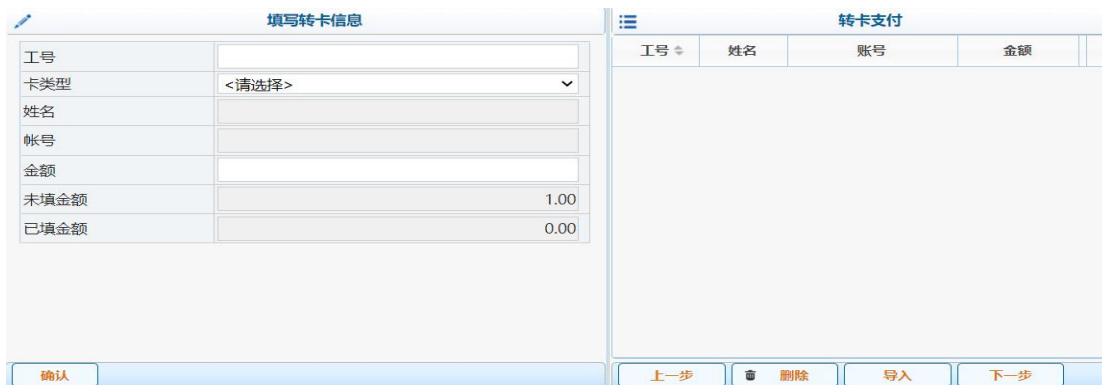 填写转卡信息
工号
卡类型 <请选择>
姓名
帐号
金额
未填金额 1.00
已填金额 0.00
确认
转卡支付
工号 姓名 账号 金额
上一步 删除 导入 下一步